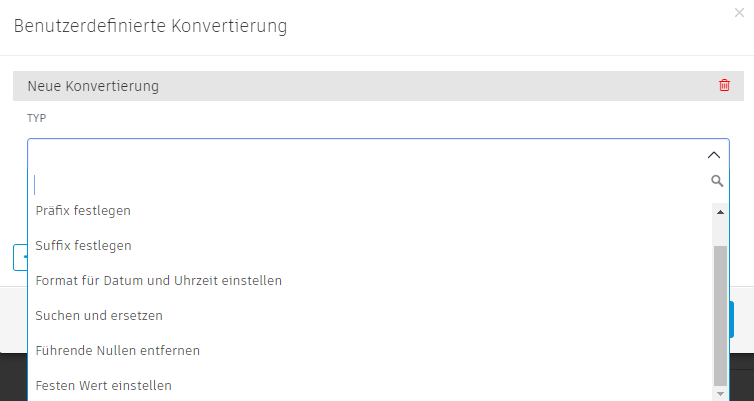 Benutzerdefinierte Konvertierung
Neue Konvertierung
TYP
Präfix festlegen
Suffix festlegen
Format für Datum und Uhrzeit einstellen
Suchen und ersetzen
Führende Nullen entfernen
Festen Wert einstellen